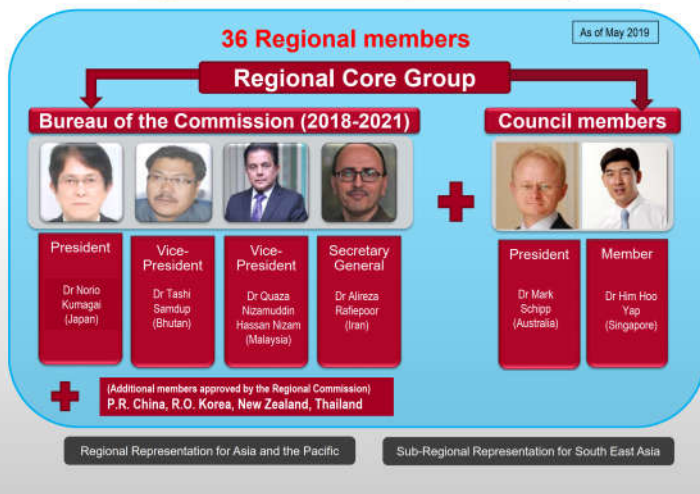 36 Regional members
As of May 2019
Regional Core Group
Bureau of the Commission (2018-2021)
Council members
President
Dr Norio
Kumagai
(Japan)
Vice-
President
Dr Tashi
Samdup
(Bhutan)
Vice-
President
Dr Quaza
Nizamuddin
Hassan Nizam
(Malaysia)
Secretary
General
Dr Alireza
Rafiepoor
(Iran)
President
Dr Mark
Schipp
(Australia)
Member
Dr Him Hoo
Yap
(Singapore)
(Additional members approved by the Regional Commission)
P.R. China, R.O. Korea, New Zealand, Thailand
Regional Representation for Asia and the Pacific
Sub-Regional Representation for South East Asia